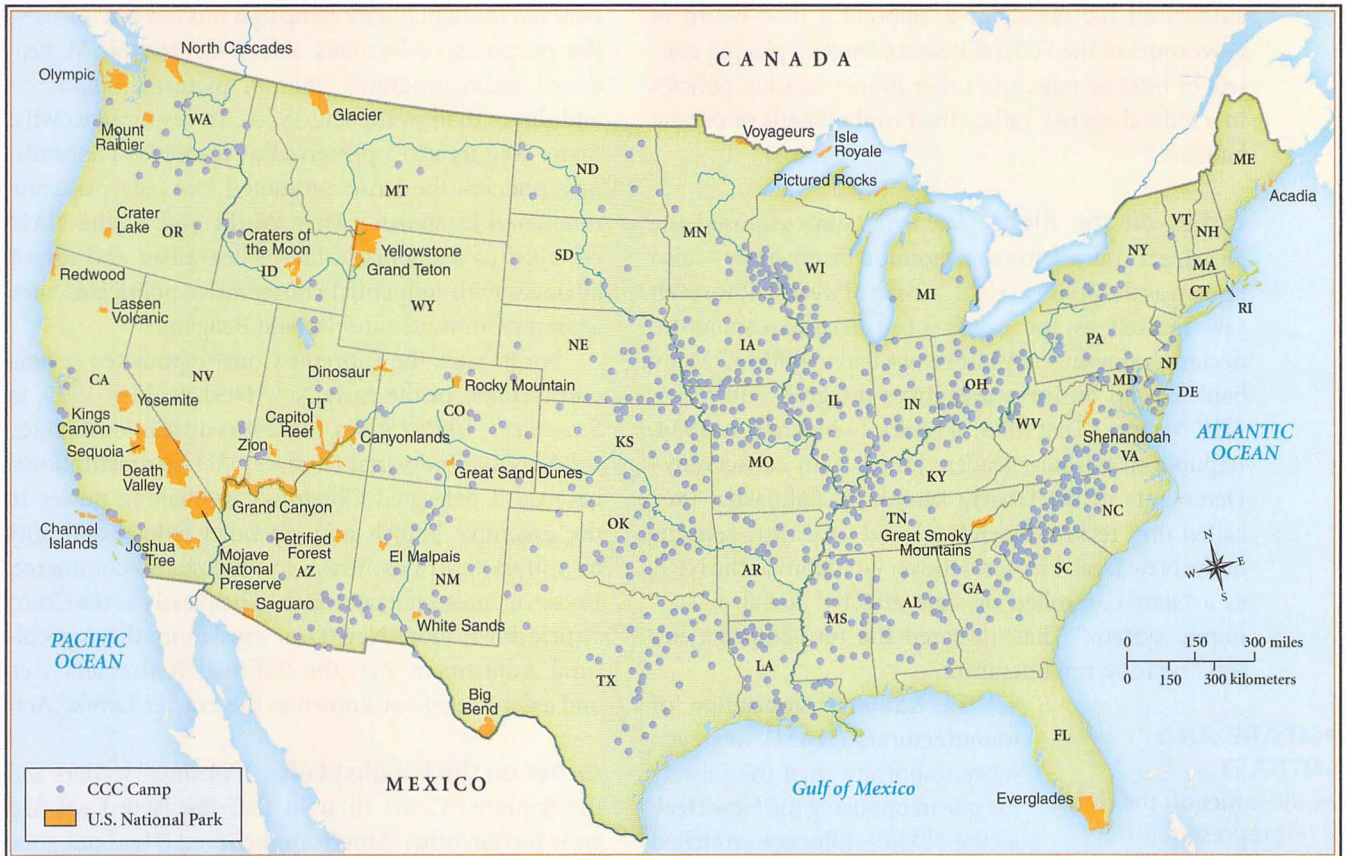 CANADA
North Cascades
Olympic
WA
Mount
Rainier
Glacier
MT
ND
Voyageurs
Isle
Royale
Pictured Rocks
ME
Acadia
Crater
Lake
OR
Craters of
the Moon
ID
Yellowstone
Grand Teton
SD
MN
WI
MI
VT
NH
NY
MA
CT
RI
Redwood
Lassen
Volcanic
WY
NE
IA
PA
NJ
CA
NV
Dinosaur
Rocky Mountain
IL
IN
OH
MD
DE
Yosemite
Kings
Canyon
Sequoia
UT
Capitol
Reef
Zion
CO
Canyonlands
KS
MO
WV
Shenandoah
VA
ATLANTIC
OCEAN
Death
Valley
Great Sand Dunes
KY
Grand Canyon
OK
TN
NC
Great Smoky
Mountains
Channel
Islands
Joshua
Tree
Mojave
National
Preserve
Petrified
Forest
El Malpais
AZ
NM
AR
SC
GA
AL
MS
N
W
E
S
Saguaro
White Sands
PACIFIC
OCEAN
TX
LA
0 150 300 miles
0 150 300 kilometers
Big
Bend
FL
MEXICO
Gulf of Mexico
Everglades
CCC Camp
U.S. National Park